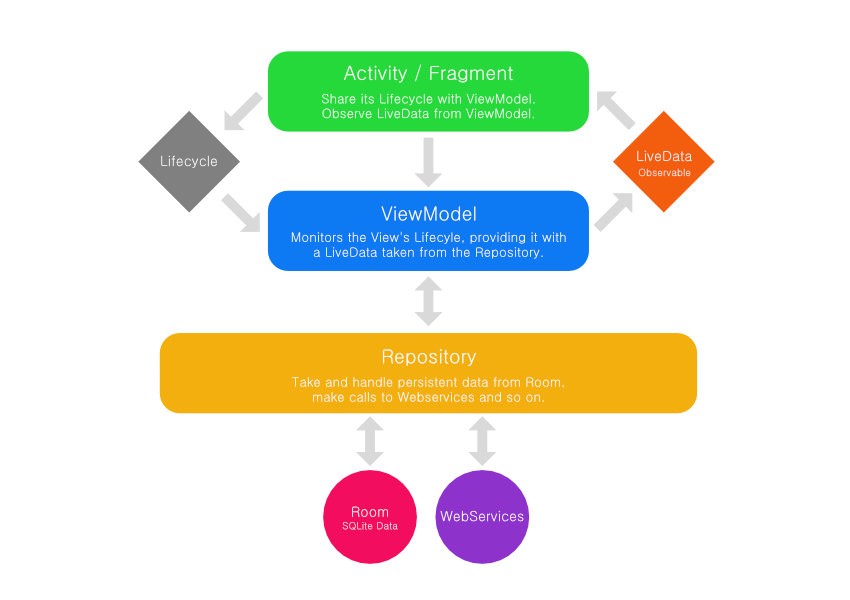 Activity / Fragment
Share its Lifecycle with ViewModel.
Observe LiveData from ViewModel.
Lifecycle
LiveData
Observable
ViewModel
Monitors the View's Lifecyle, providing it with
a LiveData taken from the Repository.
Repository
Take and handle persistent data from Room,
make calls to Webservices and so on.
Room
SQLite Data
WebServices